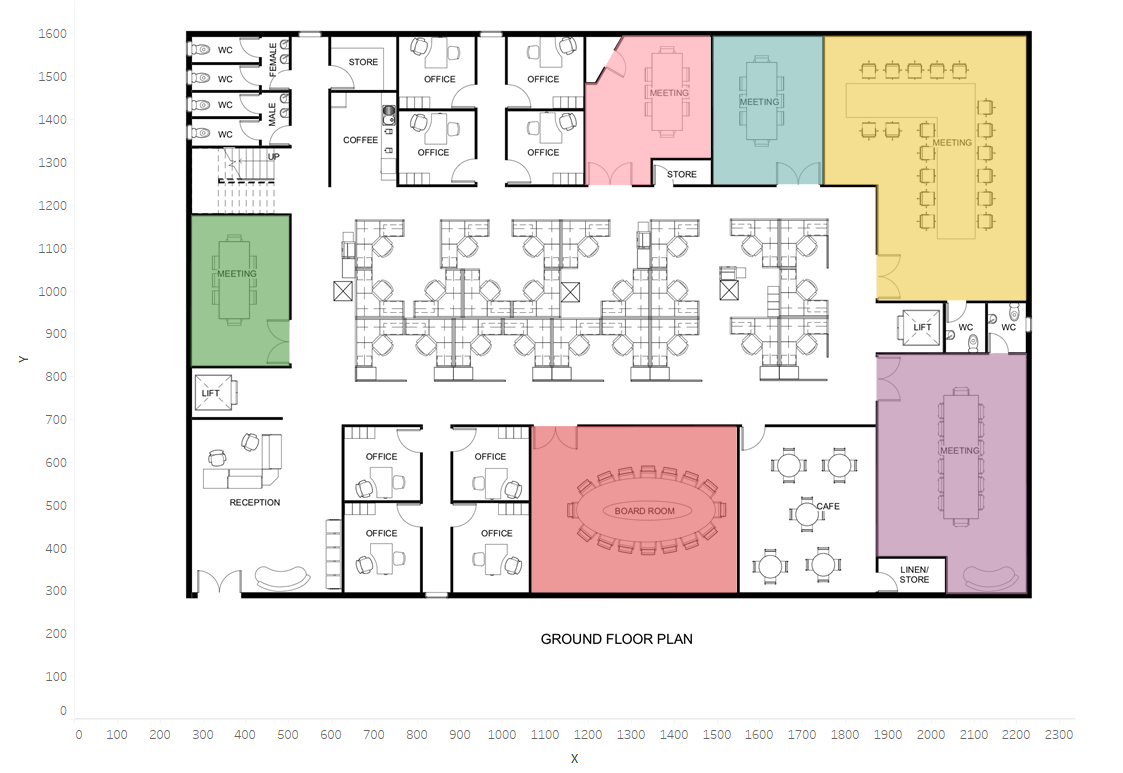 1600
1500
1400
1300
1200
1100
1000
900
800
700
600
500
400
300
200
100
0
Y
WC
WC
WC
WC
FEMALE
MALE
UP
STORE
COFFEE
OFFICE
OFFICE
OFFICE
OFFICE
MEETING
STORE
MEETING
MEETING
MEETING
LIFT
WC
WC
LIFT
RECEPTION
OFFICE
OFFICE
OFFICE
OFFICE
BOARD ROOM
CAFE
MEETING
LINEN/
STORE
GROUND FLOOR PLAN
0 100 200 300 400 500 600 700 800 900 1000 1100 1200 1300 1400 1500 1600 1700 1800 1900 2000 2100 2200 2300
X